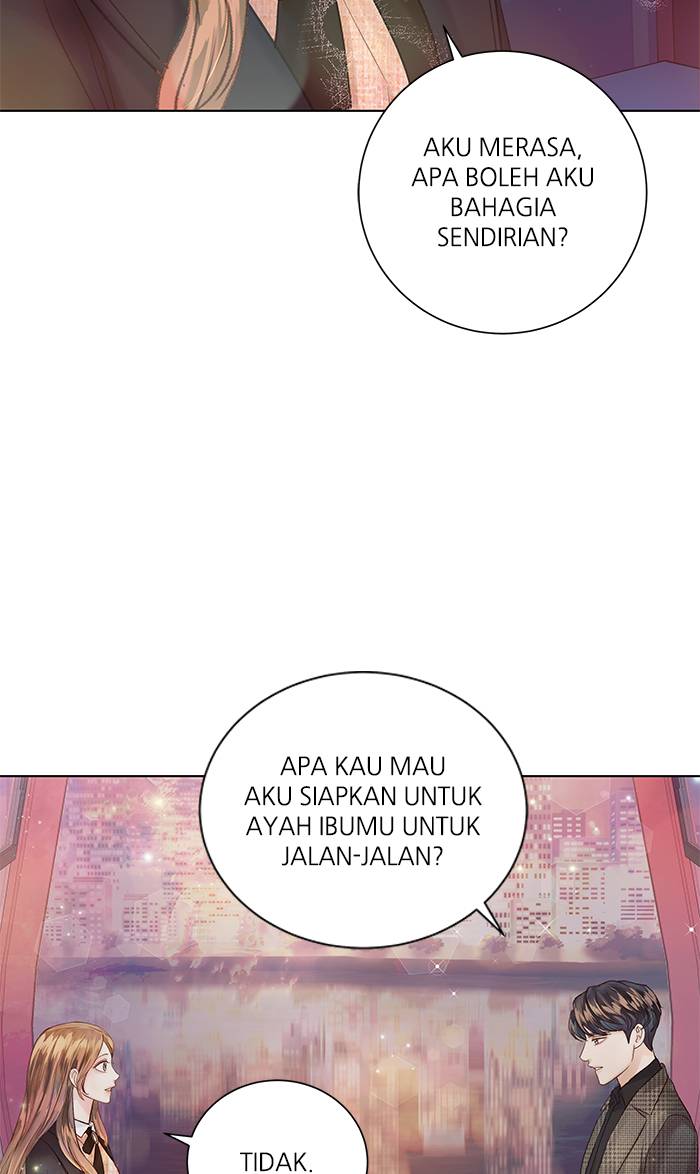 AKU MERASA,
APA BOLEH AKU
BAHAGIA
SENDIRIAN?
APA KAU MAU
AKU SIAPKAN UNTUK
AYAH IBUMU UNTUK
JALAN-JALAN?
TIDAK.